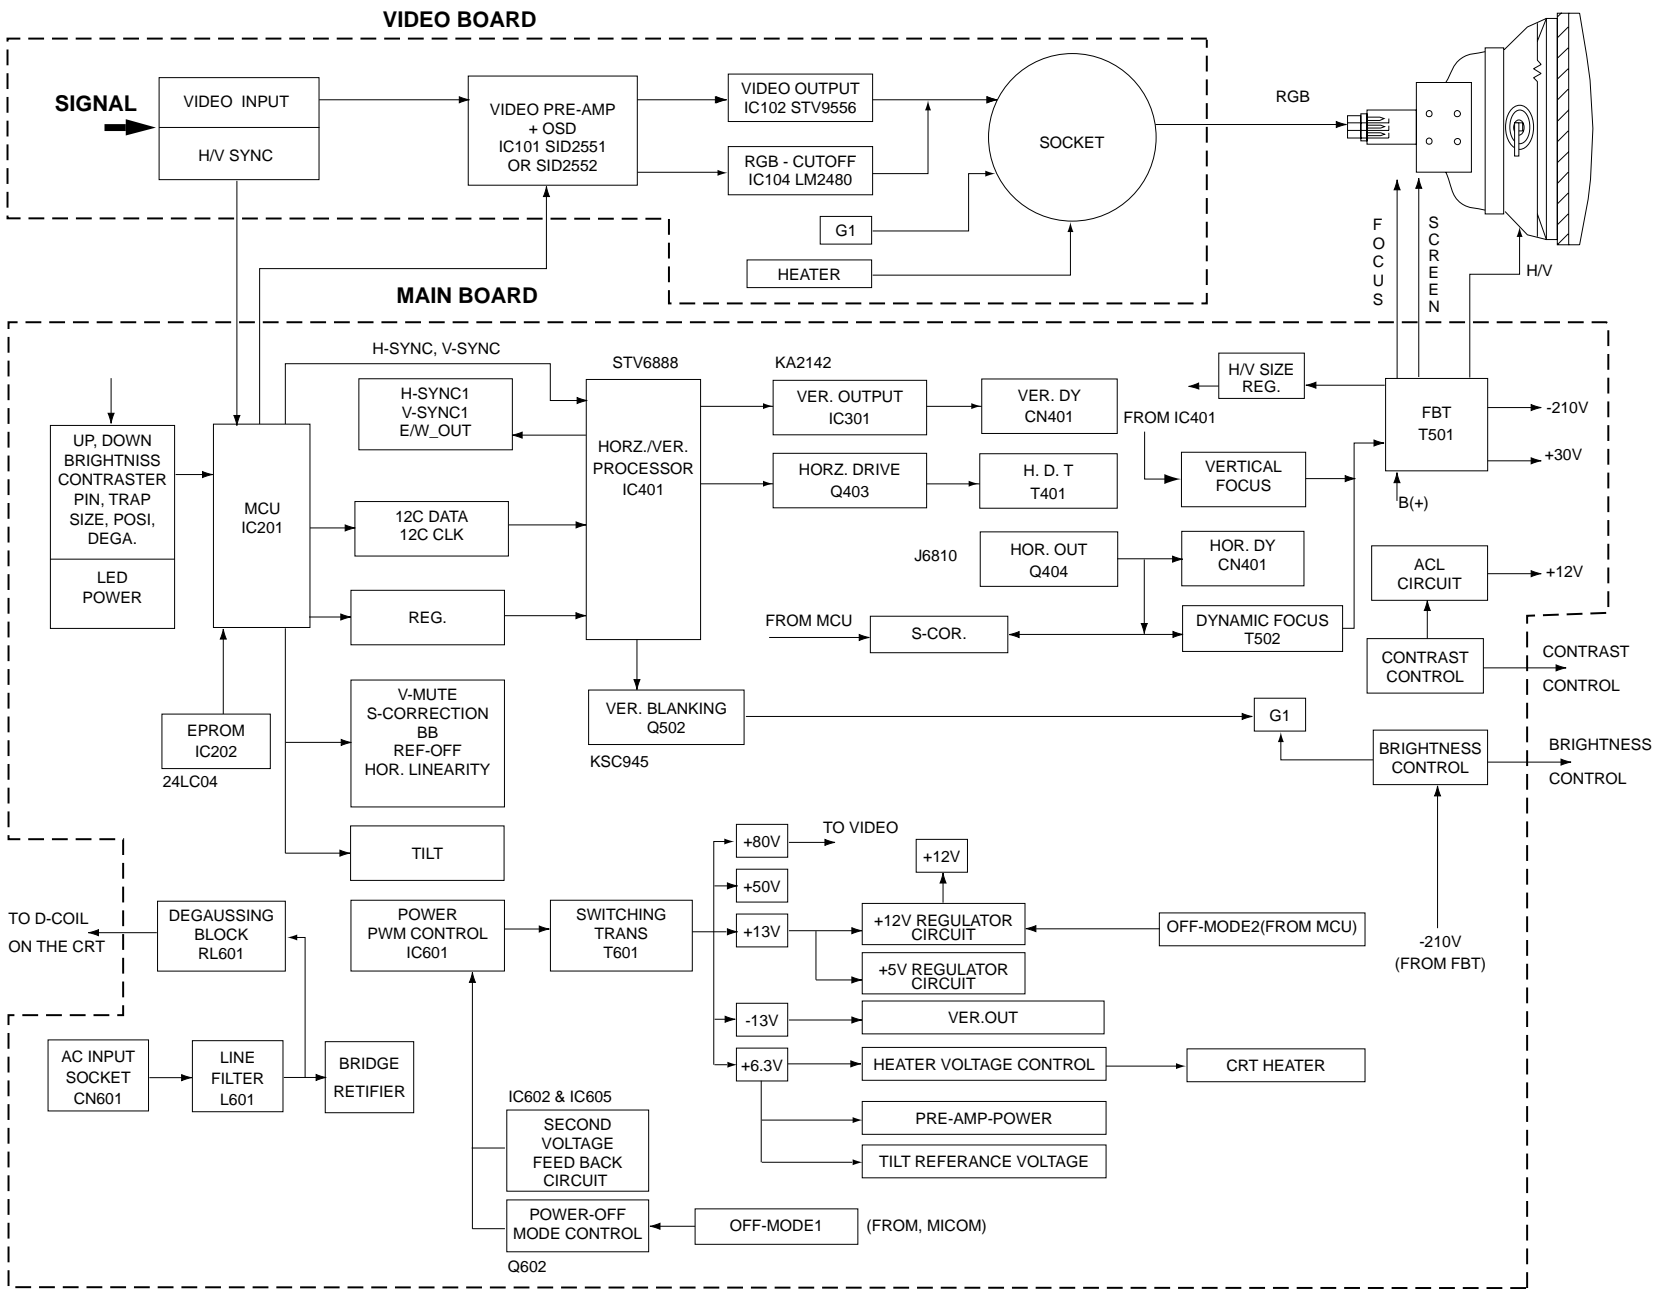 VIDEO BOARD
SIGNAL
VIDEO INPUT
H/V SYNC
VIDEO PRE-AMP
+ OSD
IC101 SID2551
OR SID2552
VIDEO OUTPUT
IC102 STV9556
RGB - CUTOFF
IC104 LM2480
G1
HEATER
SOCKET
RGB
FOCUS
SCREEN
H/V
MAIN BOARD
H-SYNC, V-SYNC
UP, DOWN
BRIGHTNISS
CONTRASTER
PIN, TRAP
SIZE, POSI,
DEGA.
LED
POWER
MCU
IC201
EPROM
IC202
24LC04
H-SYNC1
V-SYNC1
E/W_OUT
12C DATA
12C CLK
REG.
V-MUTE
S-CORRECTION
BB
REF-OFF
HOR. LINEARITY
TILT
STV6888
HORZ./VER.
PROCESSOR
IC401
VER. BLANKING
Q502
KSC945
KA2142
VER. OUTPUT
IC301
VER. DY
CN401
HORZ. DRIVE
Q403
H. D. T
T401
J6810
HOR. OUT
Q404
HOR. DY
CN401
FROM MCU
S-COR.
DYNAMIC FOCUS
T502
FROM IC401
VERTICAL
FOCUS
H/V SIZE
REG.
FBT
T501
-210V
+30V
B(+)
ACL
CIRCUIT
+12V
CONTRAST
CONTROL
CONTRAST
CONTROL
G1
BRIGHTNESS
CONTROL
BRIGHTNESS
CONTROL
-210V
(FROM FBT)
TO D-COIL
ON THE CRT
DEGAUSSING
BLOCK
RL601
POWER
PWM CONTROL
IC601
SWITCHING
TRANS
T601
+80V
TO VIDEO
+50V
+13V
-13V
+6.3V
+12V
+12V REGULATOR
CIRCUIT
OFF-MODE2(FROM MCU)
+5V REGULATOR
CIRCUIT
VER.OUT
HEATER VOLTAGE CONTROL
CRT HEATER
PRE-AMP-POWER
TILT REFERANCE VOLTAGE
AC INPUT
SOCKET
CN601
LINE
FILTER
L601
BRIDGE
RETIFIER
IC602 & IC605
SECOND
VOLTAGE
FEED BACK
CIRCUIT
POWER-OFF
MODE CONTROL
Q602
OFF-MODE1
(FROM, MICOM)